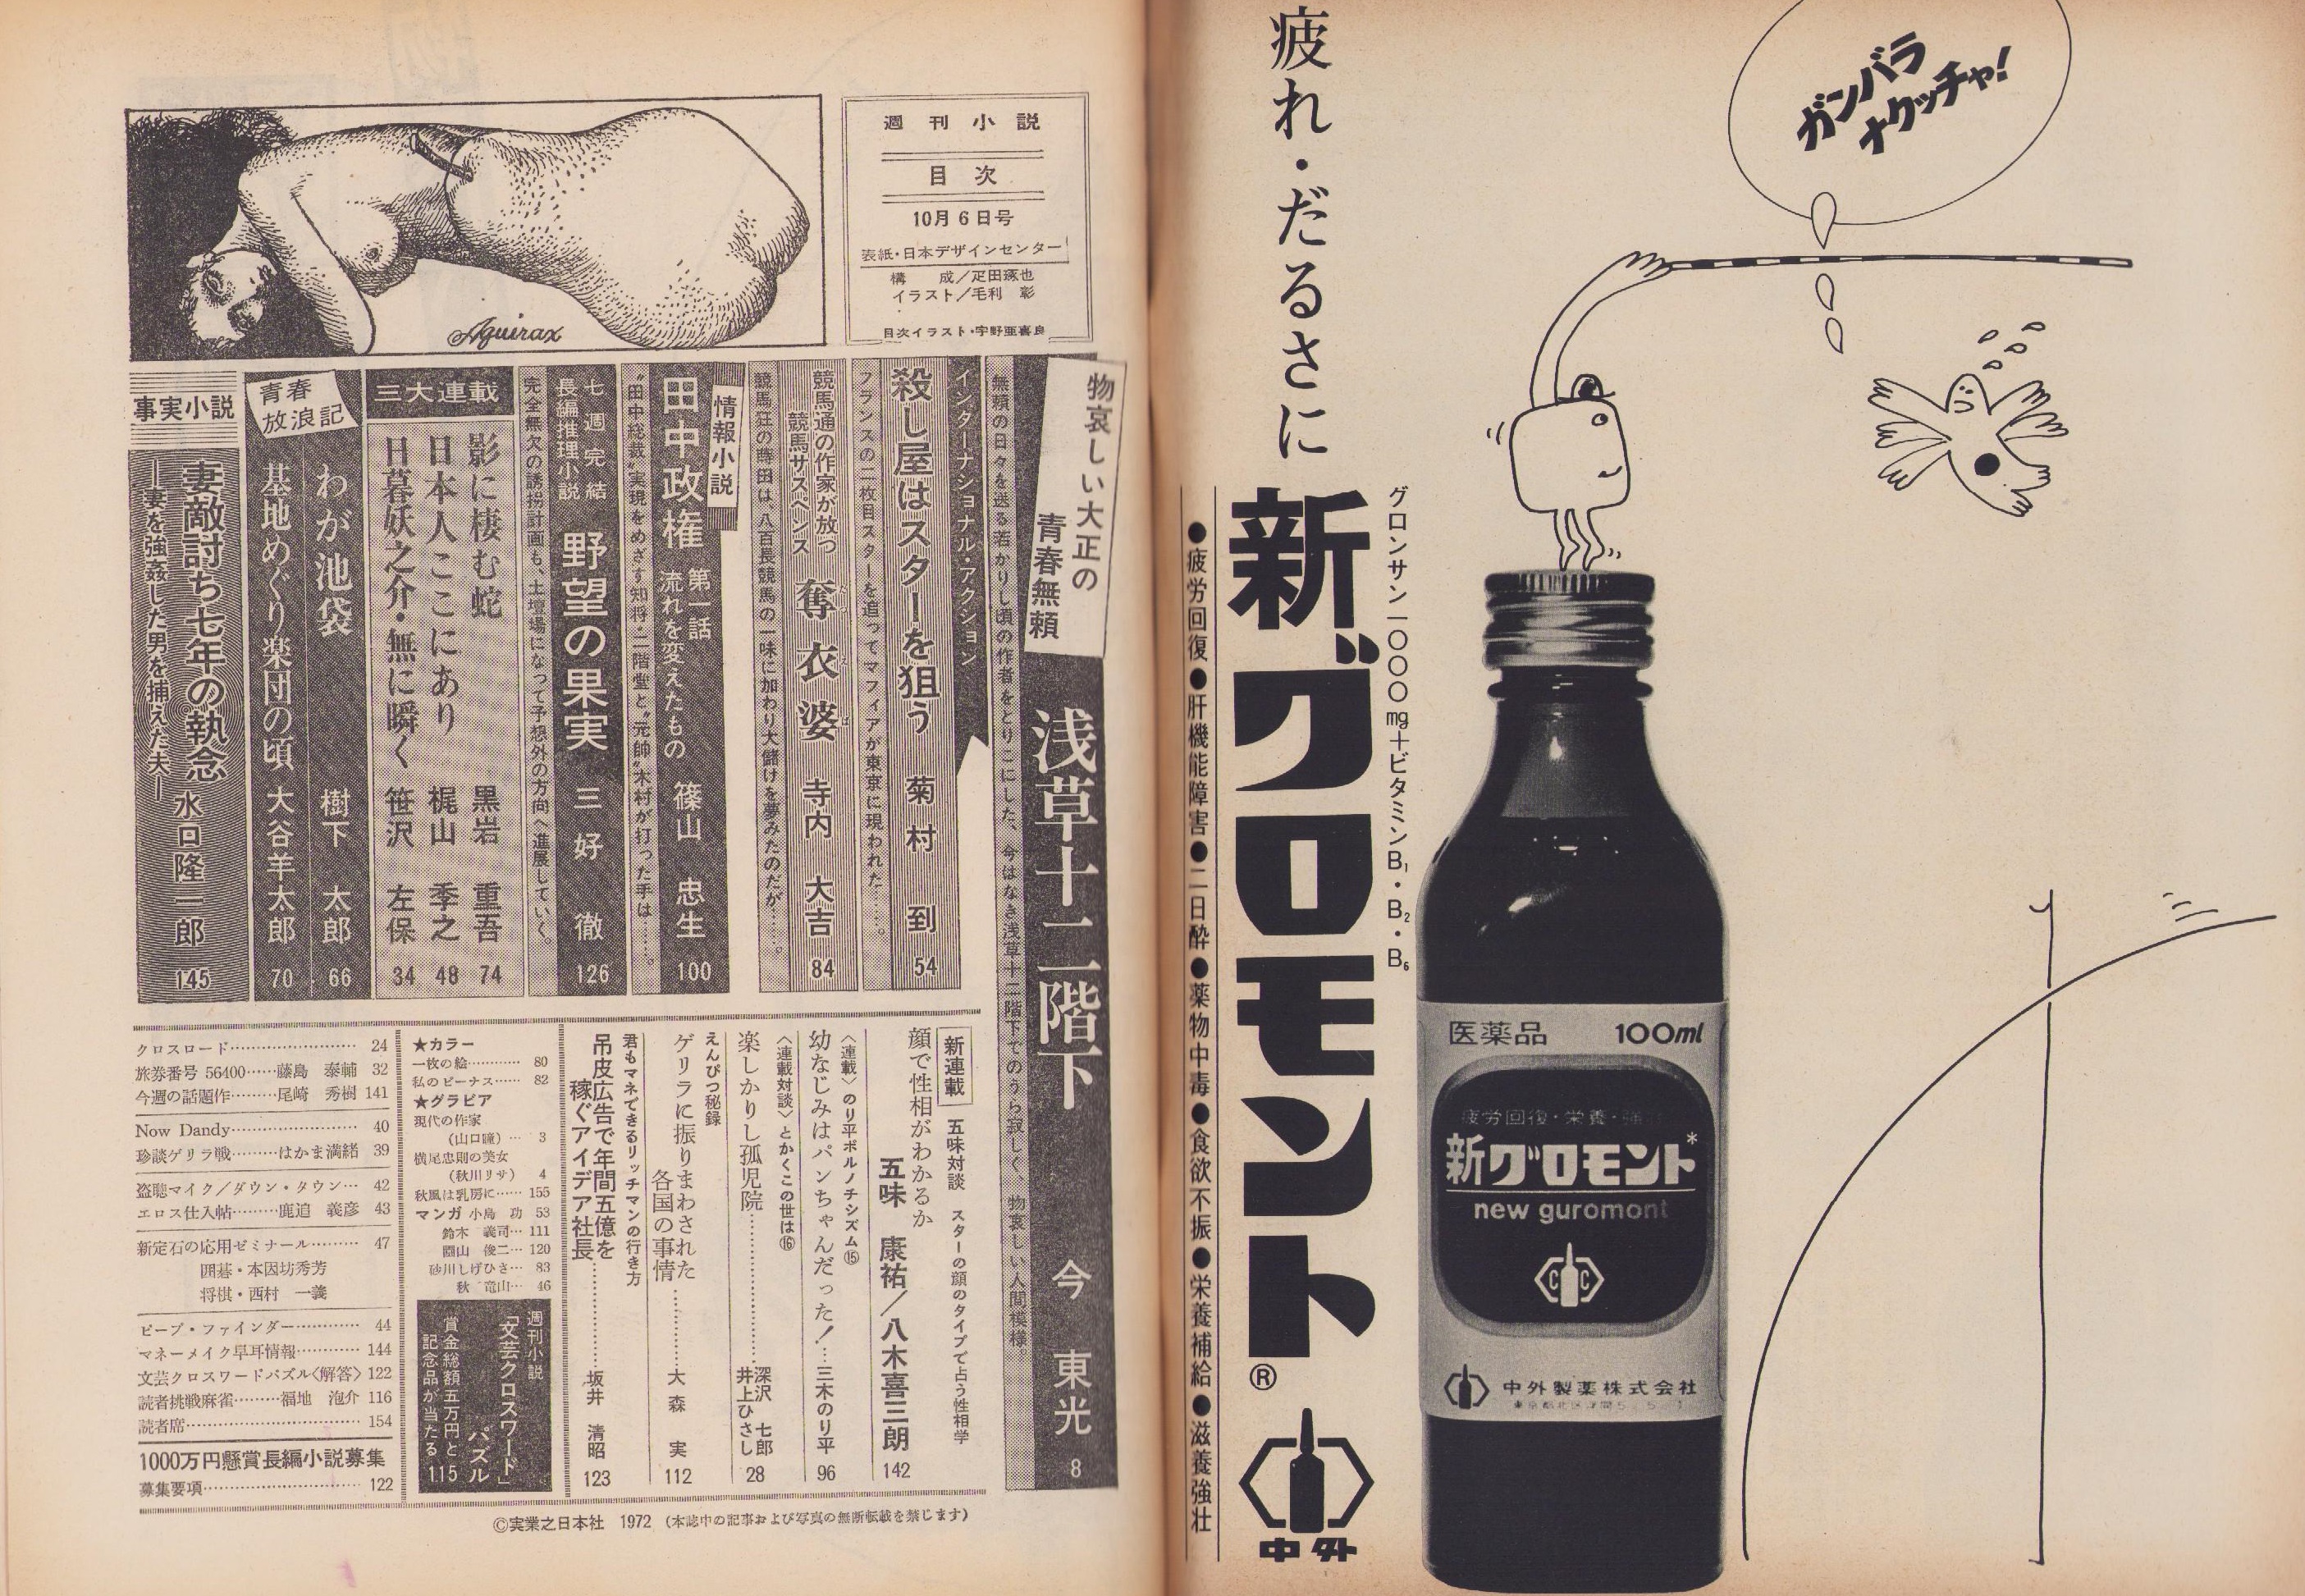 疲れ・だるさに
ガンバラ
ナクッチャ!
グロンサン一〇〇〇mg+ビタミンB₁・B₂・B₆
新グロモント®
●疲労回復●肝機能障害●二日酔●薬物中毒●食欲不振●栄養補給●滋養強壮
中外
医薬品 100ml
疲労回復・栄養・強
新グロモント*
new guromont
CC
中外製薬株式会社
週刊小説
目次
10月6日号
表紙・日本デザインセンター
構 成/疋田琢也
イラスト/毛利 彰
目次イラスト・宇野亜喜良
Aquirax
物哀しい大正の
青春無頼
浅草十二階下 今 東光 8
無頼の日々を送る若かりし頃の作者をとりこにした、今はなき浅草十二階下でのうら寂しく、物哀しい人間模様。
インターナショナル・アクション
殺し屋はスターを狙う 菊村 到 54
フランスの二枚目スターを追ってマフィアが東京に現われた……。
競馬通の作家が放つ
競馬サスペンス
奪衣婆 寺内 大吉 84
だつえば
競馬狂の蒔田は、八百長競馬の一味に加わり大儲けを夢みたのだが……。
情報小説
田中政権 第一話 流れを変えたもの 篠山 忠生 100
“田中総裁”実現をめざす知将二階堂と“元帥”木村が打った手は……。
七週完結
長編推理小説
野望の果実 三好 徹 126
完全無欠の誘拐計画も、土壇場になって予想外の方向へ進展していく。
三大連載
影に棲む蛇 黒岩 重吾 74
日本人ここにあり 梶山 季之 48
日暮妖之介・無に瞬く 笹沢 左保 34
青春
放浪記
わが池袋 樹下 太郎 66
基地めぐり楽団の頃 大谷羊太郎 70
事実小説
妻敵討ち七年の執念 水口隆一郎 145
―妻を強姦した男を捕えた夫―
新連載 五味対談 スターの顔のタイプで占う性相学
顔で性相がわかるか
五味 康祐/八木喜三朗 142
〈連載〉のり平ポルノチシズム⑮
幼なじみはパンちゃんだった!…三木のり平 96
〈連載対談〉とかくこの世は⑯
楽しかりし孤児院……深沢 七郎
井上ひさし 28
えんぴつ秘録
ゲリラに振りまわされた
各国の事情……大森 実 112
君もマネできるリッチマンの行き方
吊皮広告で年間五億を
稼ぐアイデア社長……坂井 清昭 123
★カラー
一枚の絵…… 80
私のビーナス…… 82
★グラビア
現代の作家
(山口瞳)… 3
横尾忠則の美女
(秋川リサ) 4
秋風は乳房に…… 155
マンガ 小島 功 53
鈴木 義司… 111
園山 俊二… 120
砂川しげひさ… 83
秋 竜山… 46
週刊小説
「文芸クロスワード」
パズル
賞金総額五万円と
記念品が当たる 115
クロスロード…… 24
旅券番号 56400……藤島 泰輔 32
今週の話題作……尾崎 秀樹 141
Now Dandy…… 40
珍談ゲリラ戦……はかま満緒 39
盗聴マイク/ダウン・タウン… 42
エロス仕入帖……鹿追 義彦 43
新定石の応用ゼミナール…… 47
囲碁・本因坊秀芳
将棋・西村 一義
ピープ・ファインダー…… 44
マネーメイク早耳情報…… 144
文芸クロスワードパズル〈解答〉 122
読者挑戦麻雀……福地 泡介 116
読者席…… 154
1000万円懸賞長編小説募集
募集要項…… 122
©実業之日本社 1972 (本誌中の記事および写真の無断転載を禁じます)